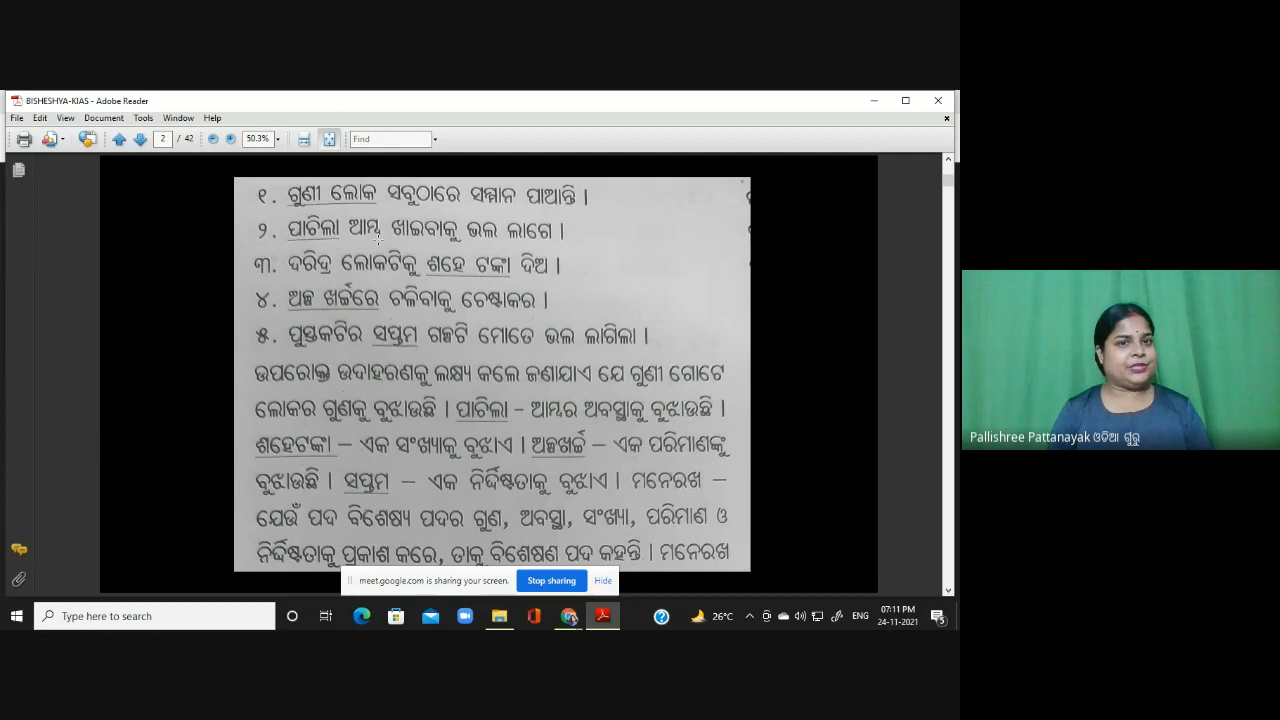 BISHESHYA-KIAS - Adobe Reader
File Edit View Document Tools Window Help
2 / 42 50.3% Find
୧. ଗୁଣୀ ଲୋକ ସବୁଠାରେ ସମ୍ମାନ ପାଆନ୍ତି ।
୨. ପାଚିଲା ଆମ୍ବ ଖାଇବାକୁ ଭଲ ଲାଗେ ।
୩. ଦରିଦ୍ର ଲୋକଟିକୁ ଶହେ ଟଙ୍କା ଦିଅ ।
୪. ଅଳ୍ପ ଖର୍ଚ୍ଚରେ ଚଳିବାକୁ ଚେଷ୍ଟାକର ।
୫. ପୁସ୍ତକଟିର ସପ୍ତମ ଗଳ୍ପଟି ମୋତେ ଭଲ ଲାଗିଲା ।
ଉପରୋକ୍ତ ଉଦାହରଣକୁ ଲକ୍ଷ୍ୟ କଲେ ଜଣାଯାଏ ଯେ ଗୁଣୀ ଗୋଟେ
ଲୋକର ଗୁଣକୁ ବୁଝାଉଛି । ପାଚିଲା – ଆମ୍ବର ଅବସ୍ଥାକୁ ବୁଝାଉଛି ।
ଶହେଟଙ୍କା – ଏକ ସଂଖ୍ୟାକୁ ବୁଝାଏ । ଅଳ୍ପଖର୍ଚ୍ଚ – ଏକ ପରିମାଣଙ୍କୁ
ବୁଝାଉଛି । ସପ୍ତମ – ଏକ ନିର୍ଦ୍ଦିଷ୍ଟତାକୁ ବୁଝାଏ । ମନେରଖ –
ଯେଉଁ ପଦ ବିଶେଷ୍ୟ ପଦର ଗୁଣ, ଅବସ୍ଥା, ସଂଖ୍ୟା, ପରିମାଣ ଓ
ନିର୍ଦ୍ଦିଷ୍ଟତାକୁ ପ୍ରକାଶ କରେ, ତାକୁ ବିଶେଷଣ ପଦ କହନ୍ତି । ମନେରଖ
Pallishree Pattanayak ଓଡିଆ ଗୁରୁ
meet.google.com is sharing your screen. Stop sharing Hide
Type here to search 26°C ENG 07:11 PM
24-11-2021 5